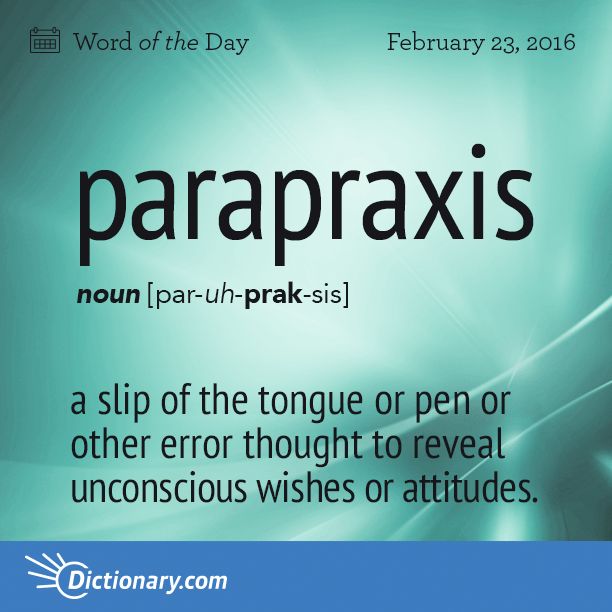 Word of the Day
February 23, 2016
parapraxis
noun [par-uh-prak-sis]
a slip of the tongue or pen or
other error thought to reveal
unconscious wishes or attitudes.
Dictionary.com